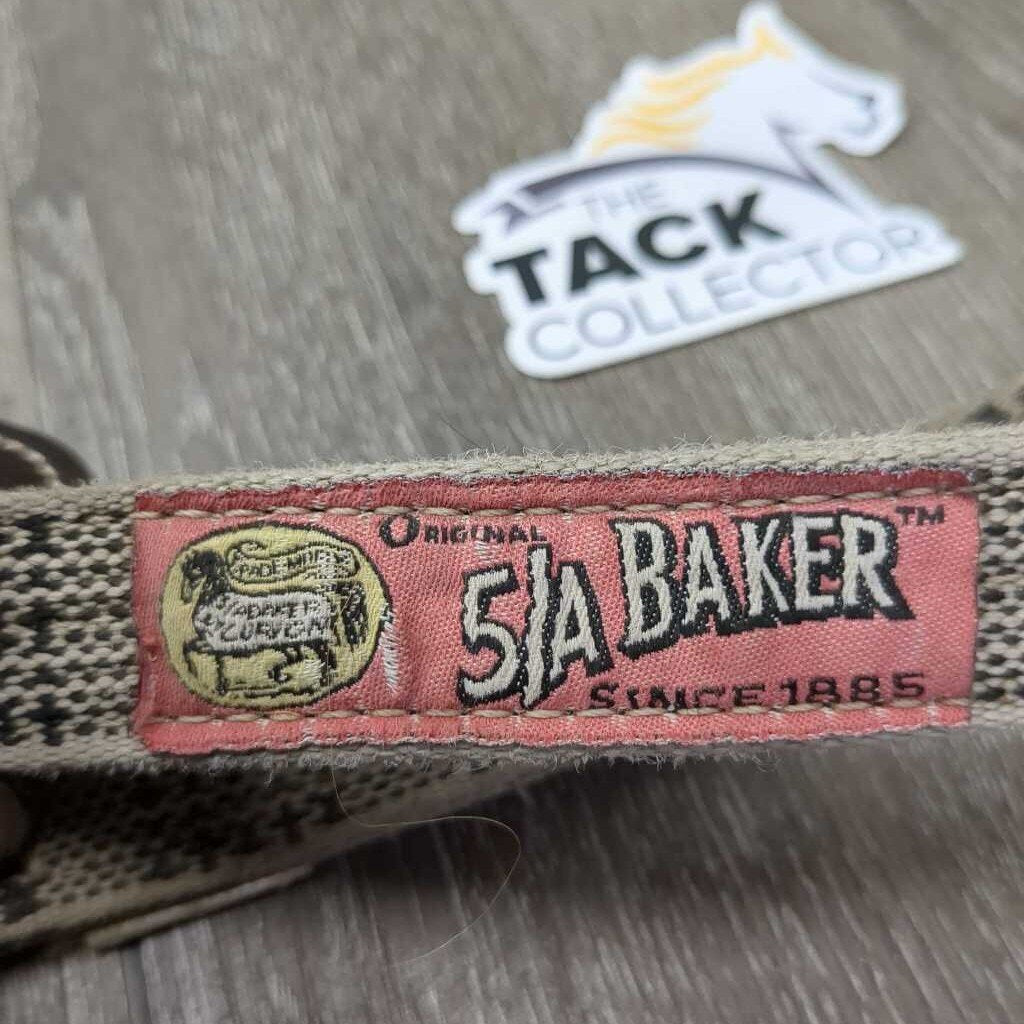 THE
TACK
COLLECTOR
ORIGINAL
5/A BAKER™
SINCE 1885